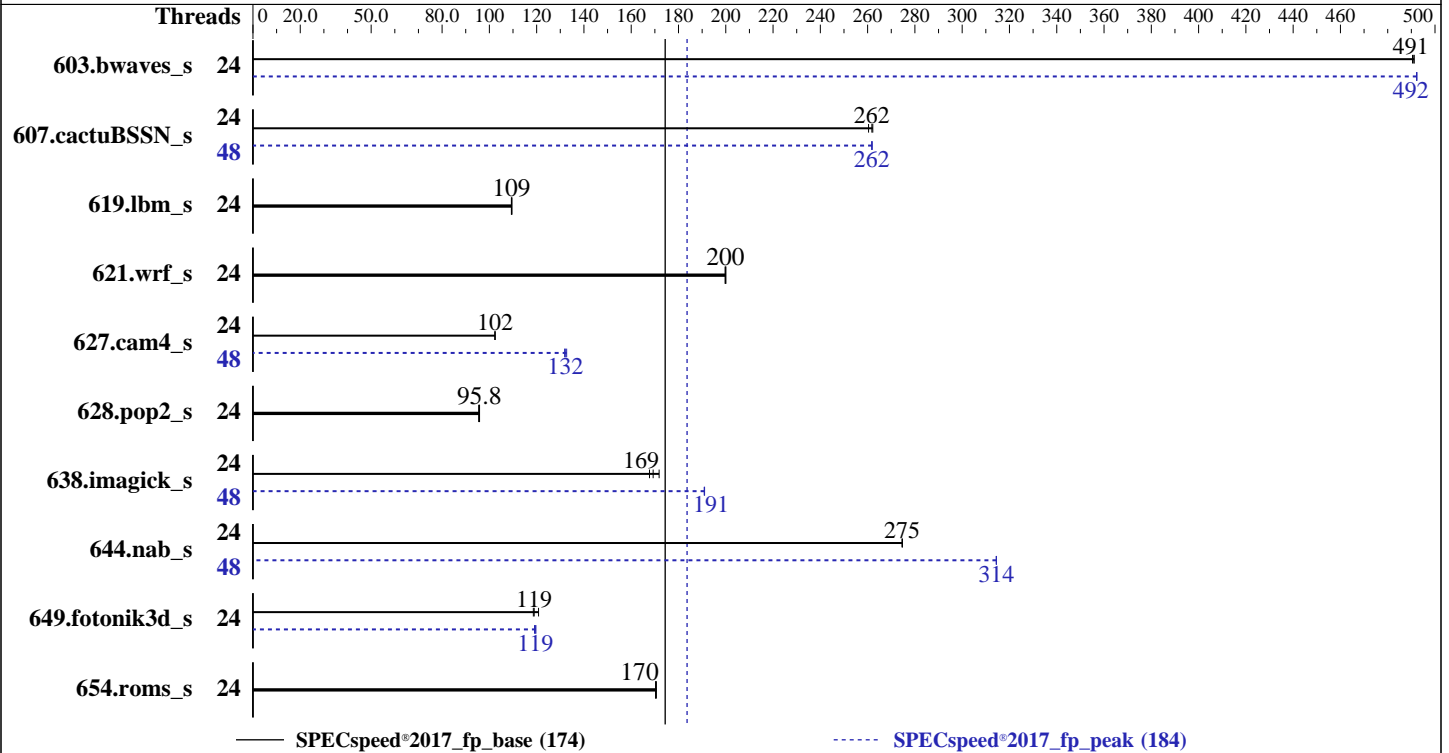 Threads 0 20.0 50.0 80.0 100 120 140 160 180 200 220 240 260 280 300 320 340 360 380 400 420 440 460 500
603.bwaves_s 24 491
492
607.cactuBSSN_s 24 262
48 262
619.lbm_s 24 109
621.wrf_s 24 200
627.cam4_s 24 102
48 132
628.pop2_s 24 95.8
638.imagick_s 24 169
48 191
644.nab_s 24 275
48 314
649.fotonik3d_s 24 119
119
654.roms_s 24 170
SPECspeed®2017_fp_base (174) SPECspeed®2017_fp_peak (184)